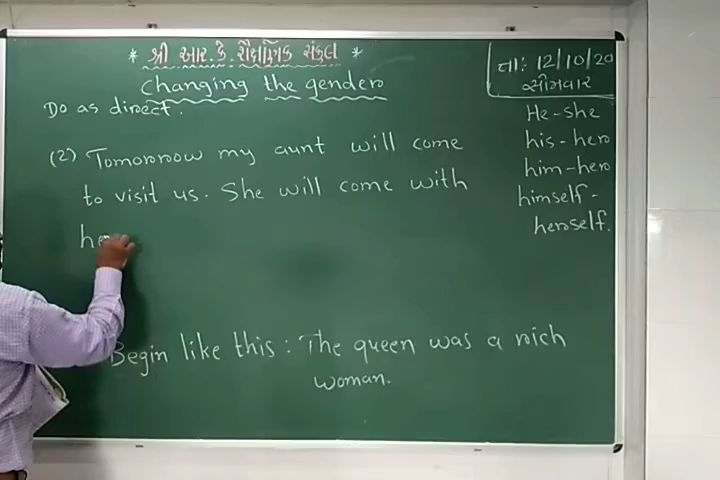 * શ્રી આર.કે. શૈક્ષણિક સંકુલ *
Changing the gender
Do as direct.
(2) Tomorrow my aunt will come
to visit us. She will come with
he
Begin like this : The queen was a rich
woman.
તા: 12/10/20
સોમવાર
He-she
his-her
him-her
himself-
herself.